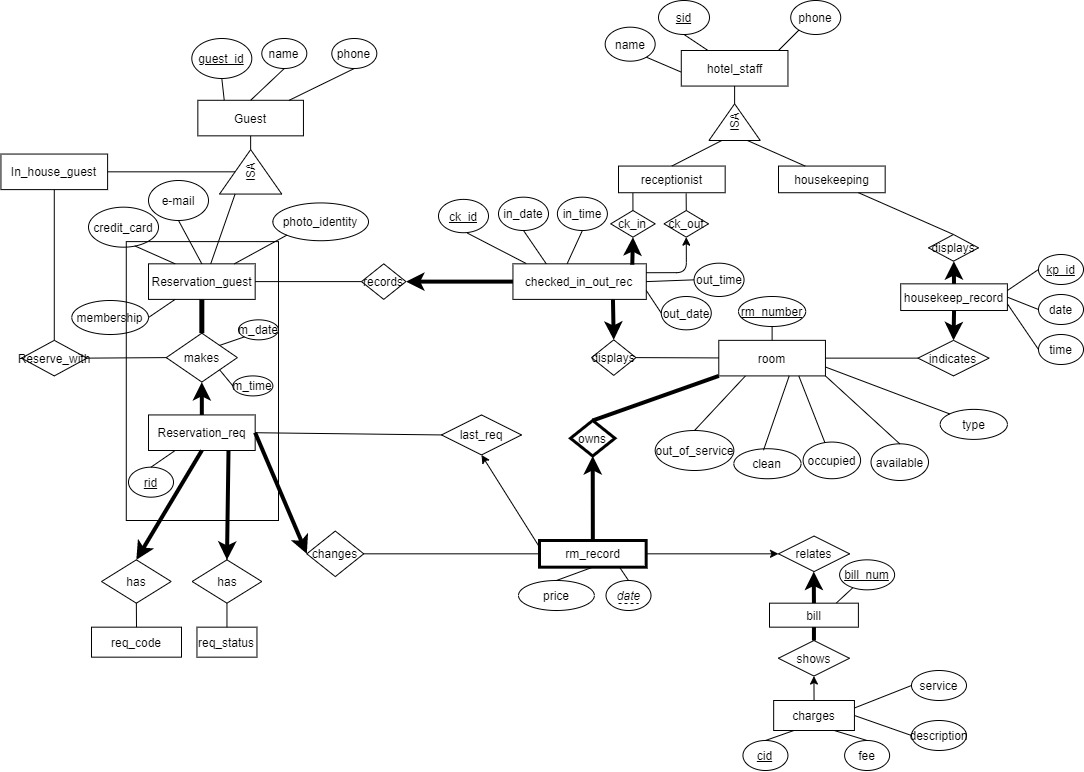 sid
phone
name
hotel_staff
guest_id
name
phone
Guest
ISA
ISA
In_house_guest
receptionist
housekeeping
e-mail
credit_card
photo_identity
ck_id
in_date
in_time
ck_in
ck_out
displays
Reservation_guest
records
checked_in_out_rec
out_time
out_date
housekeep_record
kp_id
date
time
membership
m_date
rm_number
Reserve_with
makes
displays
room
indicates
m_time
Reservation_req
last_req
owns
out_of_service
clean
occupied
available
type
rid
changes
rm_record
relates
has
has
price
date
bill_num
bill
req_code
req_status
shows
service
charges
description
cid
fee